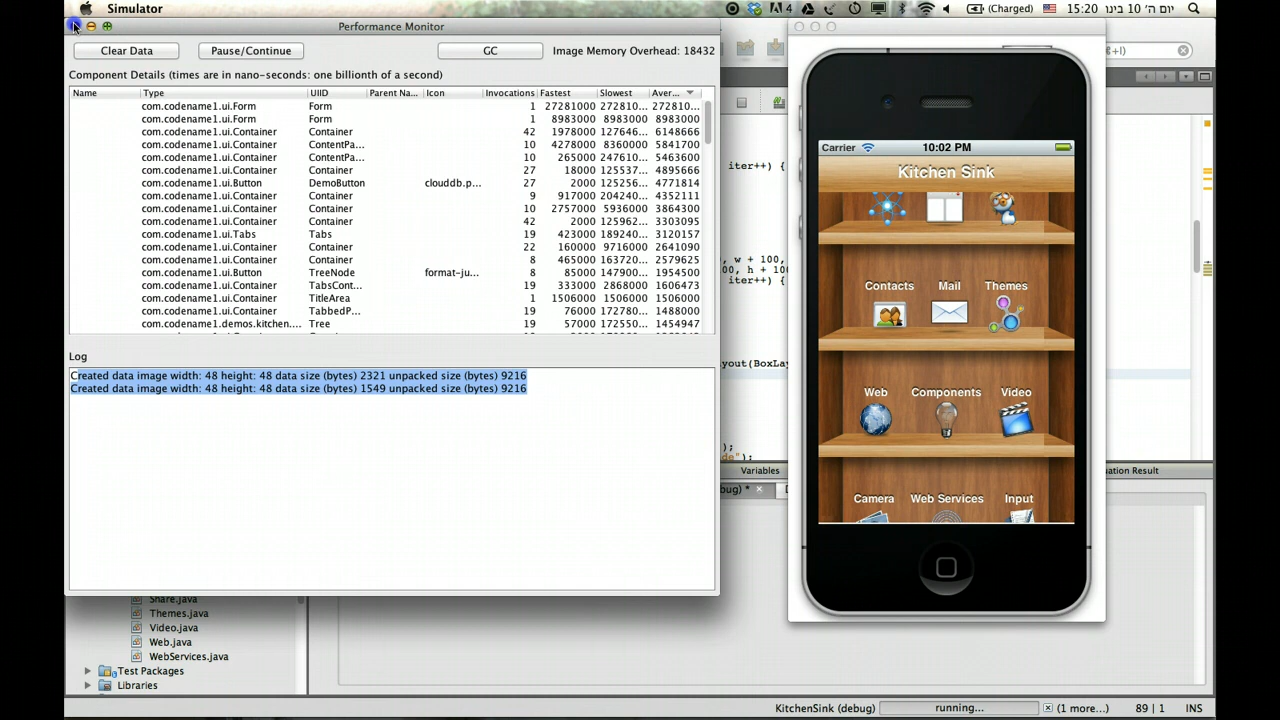 Simulator
4
(Charged)
15:20 יום ה׳ 10 בינו
Performance Monitor
Clear Data
Pause/Continue
GC
Image Memory Overhead: 18432
Component Details (times are in nano-seconds: one billionth of a second)
Name Type UIID Parent Na... Icon Invocations Fastest Slowest Aver...
com.codename1.ui.Form Form 1 27281000 272810... 272810...
com.codename1.ui.Form Form 1 8983000 8983000 8983000
com.codename1.ui.Container Container 42 1978000 127646... 6148666
com.codename1.ui.Container ContentPa... 10 4278000 8360000 5841700
com.codename1.ui.Container ContentPa... 10 265000 247610... 5463600
com.codename1.ui.Container Container 27 18000 125537... 4895666
com.codename1.ui.Button DemoButton clouddb.p... 27 2000 125256... 4771814
com.codename1.ui.Container Container 9 917000 204240... 4352111
com.codename1.ui.Container Container 10 2757000 5936000 3864300
com.codename1.ui.Container Container 42 2000 125962... 3303095
com.codename1.ui.Tabs Tabs 19 423000 189240... 3120157
com.codename1.ui.Container Container 22 160000 9716000 2641090
com.codename1.ui.Container Container 8 465000 163720... 2579625
com.codename1.ui.Button TreeNode format-ju... 8 85000 147900... 1954500
com.codename1.ui.Container TabsCont... 19 333000 2868000 1606473
com.codename1.ui.Container TitleArea 1 1506000 1506000 1506000
com.codename1.ui.Container TabbedP... 19 76000 172780... 1488000
com.codename1.demos.kitchen.... Tree 19 57000 172550... 1454947
Log
Created data image width: 48 height: 48 data size (bytes) 2321 unpacked size (bytes) 9216
Created data image width: 48 height: 48 data size (bytes) 1549 unpacked size (bytes) 9216
Share.java
Themes.java
Video.java
Web.java
WebServices.java
Test Packages
Libraries
iter++) {
, w + 100,
00, h + 100
iter++) {
yout(BoxLay
);
de");
Variables
ation Result
bug) *
Carrier 10:02 PM
Kitchen Sink
Contacts Mail Themes
Web Components Video
Camera Web Services Input
KitchenSink (debug) running... (1 more...) 89 | 1 INS